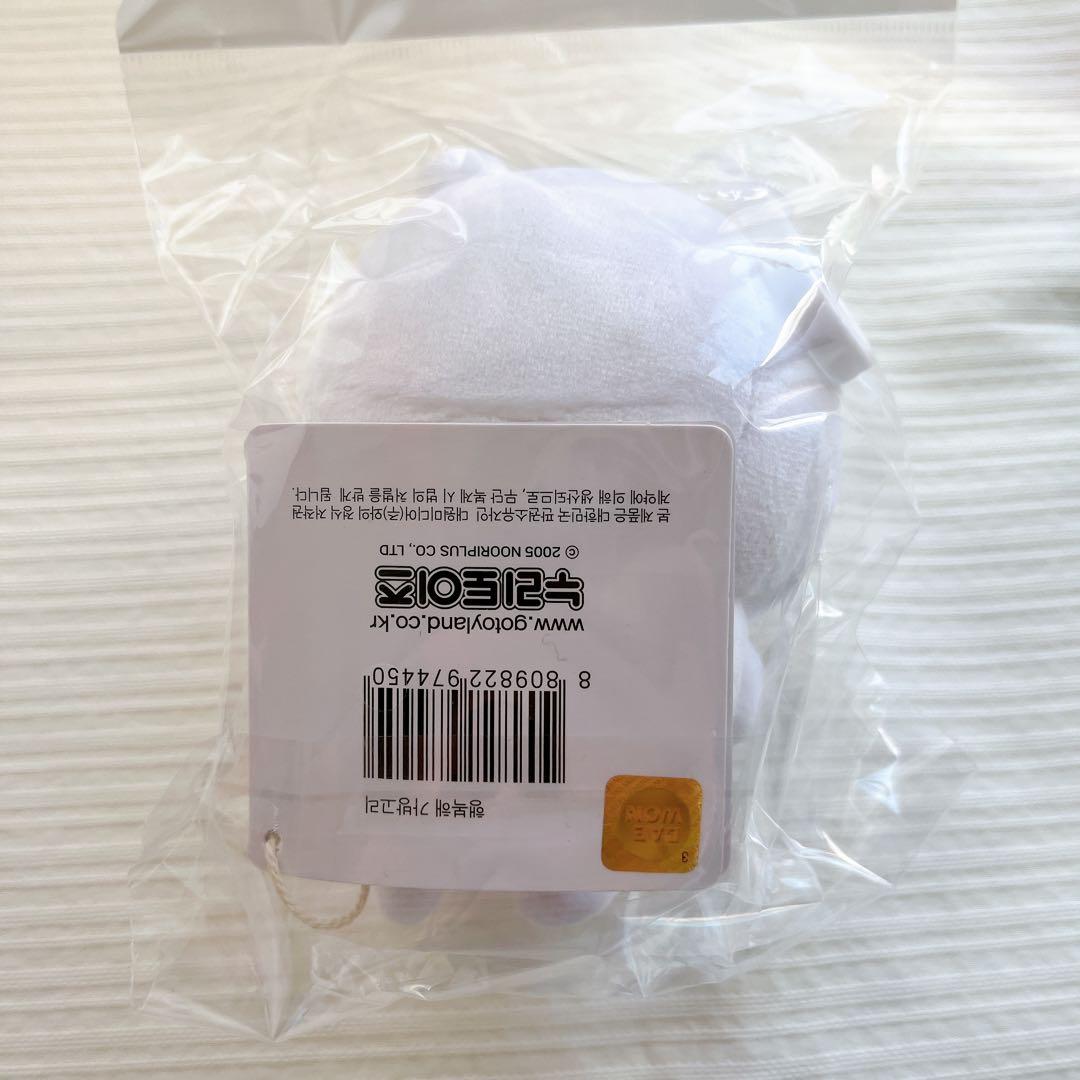 행복해 가방고리
8 809822 974450
www.gotoyland.co.kr
누리토이즈
© 2005 NOORIPLUS CO., LTD
본 제품은 대한민국 판권소유자인 대원미디어(주)와의 정식 저작권
계약에 의해 생산되므로, 무단 복제 시 법의 처벌을 받게 됩니다.
3
DAE
WON